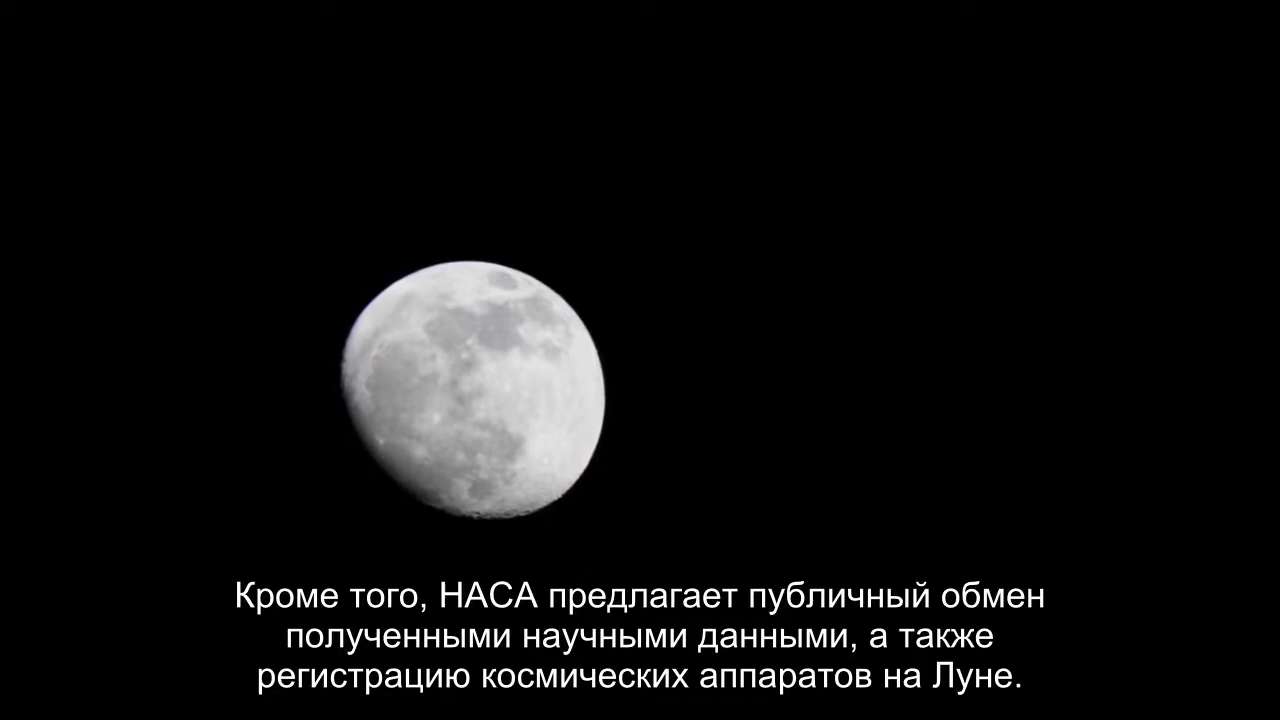 Кроме того, НАСА предлагает публичный обмен
полученными научными данными, а также
регистрацию космических аппаратов на Луне.